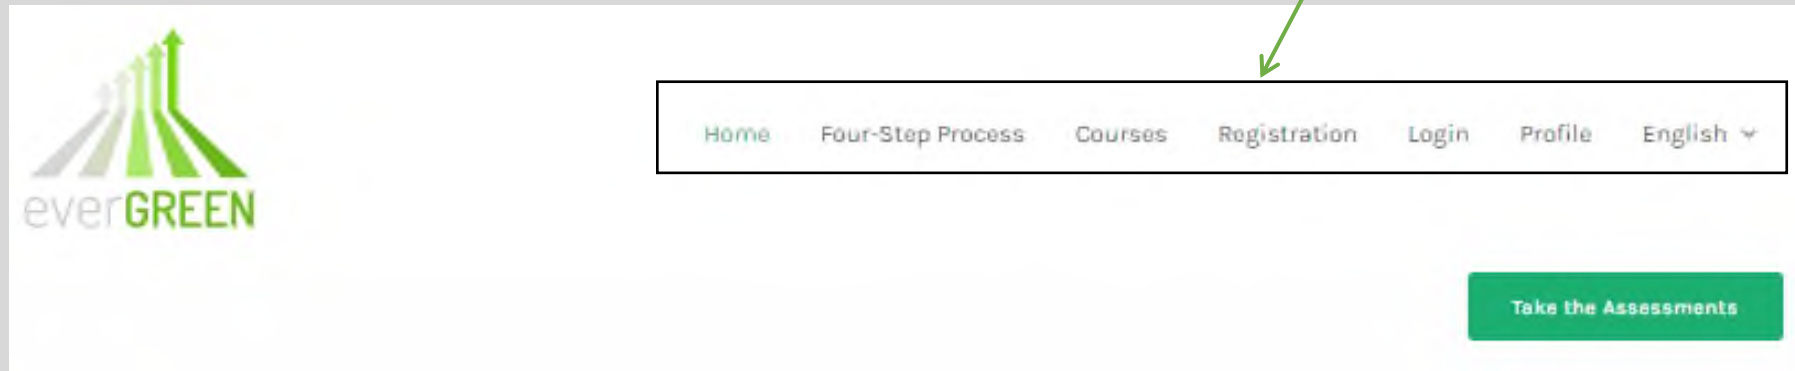 Home Four-Step Process Courses Registration Login Profile English
everGREEN
Take the Assessments